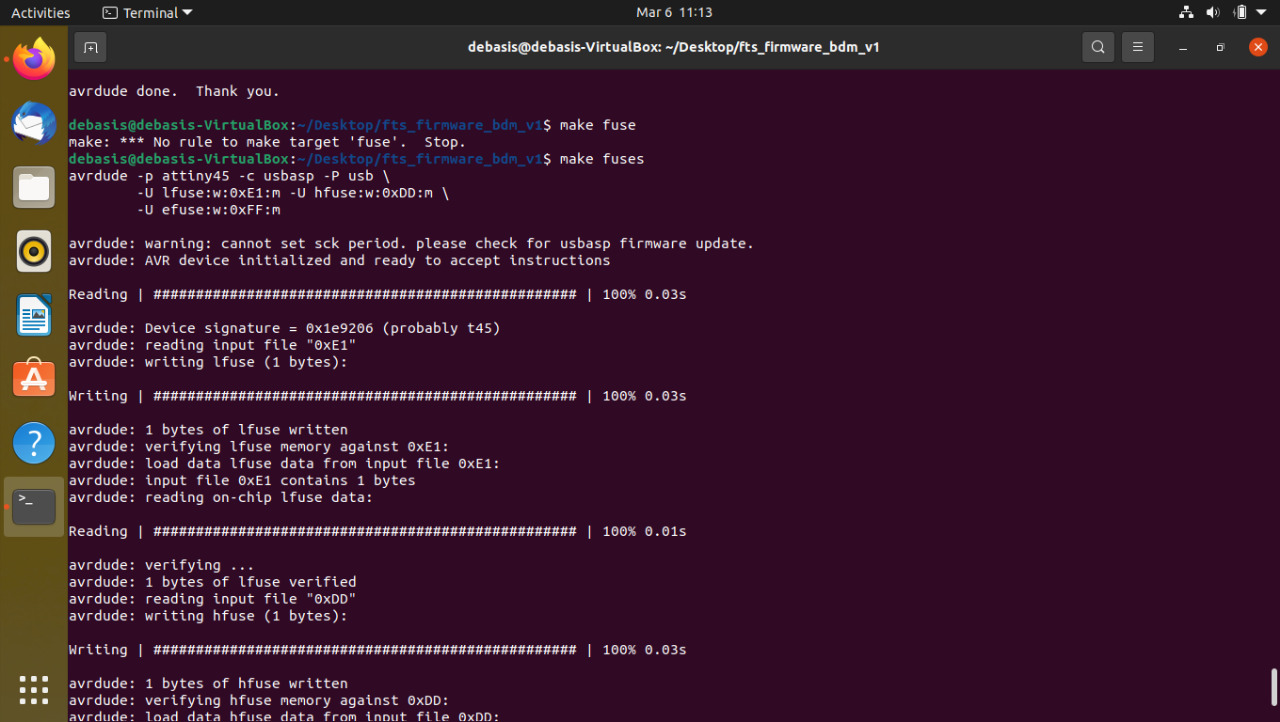 Activities
Terminal
Mar 6 11:13
debasis@debasis-VirtualBox: ~/Desktop/fts_firmware_bdm_v1
avrdude done.  Thank you.
debasis@debasis-VirtualBox:~/Desktop/fts_firmware_bdm_v1$ make fuse
make: *** No rule to make target 'fuse'.  Stop.
debasis@debasis-VirtualBox:~/Desktop/fts_firmware_bdm_v1$ make fuses
avrdude -p attiny45 -c usbasp -P usb \
        -U lfuse:w:0xE1:m -U hfuse:w:0xDD:m \
        -U efuse:w:0xFF:m
avrdude: warning: cannot set sck period. please check for usbasp firmware update.
avrdude: AVR device initialized and ready to accept instructions
Reading | ################################################## | 100% 0.03s
avrdude: Device signature = 0x1e9206 (probably t45)
avrdude: reading input file "0xE1"
avrdude: writing lfuse (1 bytes):
Writing | ################################################## | 100% 0.03s
avrdude: 1 bytes of lfuse written
avrdude: verifying lfuse memory against 0xE1:
avrdude: load data lfuse data from input file 0xE1:
avrdude: input file 0xE1 contains 1 bytes
avrdude: reading on-chip lfuse data:
Reading | ################################################## | 100% 0.01s
avrdude: verifying ...
avrdude: 1 bytes of lfuse verified
avrdude: reading input file "0xDD"
avrdude: writing hfuse (1 bytes):
Writing | ################################################## | 100% 0.03s
avrdude: 1 bytes of hfuse written
avrdude: verifying hfuse memory against 0xDD:
avrdude: load data hfuse data from input file 0xDD: